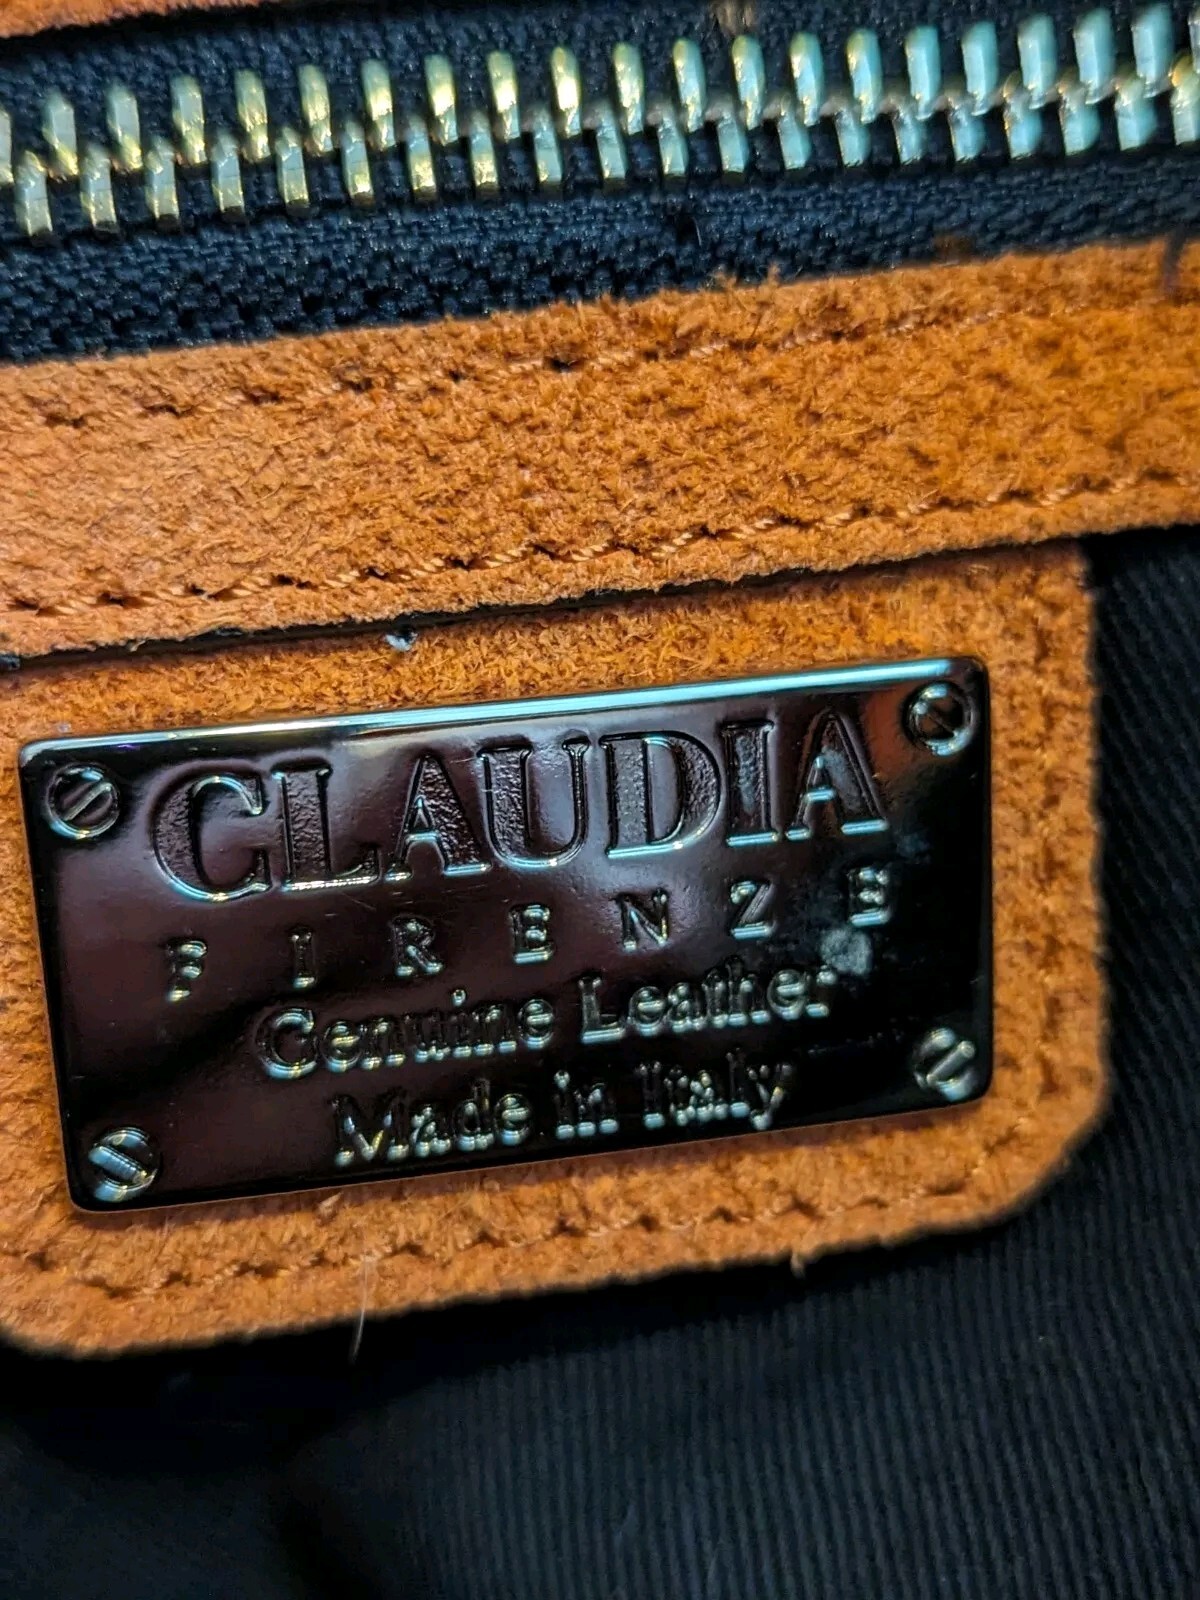 CLAUDIA
FIRENZE
Genuine Leather
Made in Italy